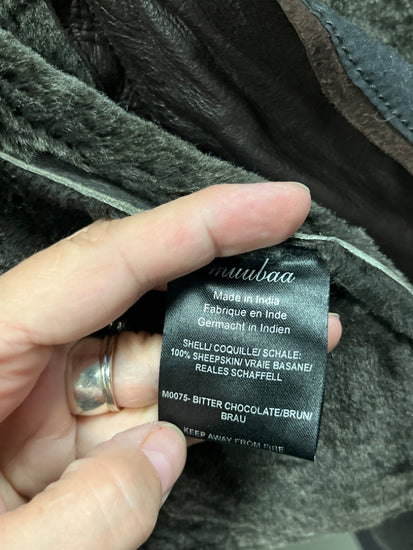 muubaa
Made in India
Fabrique en Inde
Germacht in Indien
SHELL/ COQUILLE/ SCHALE:
100% SHEEPSKIN/ VRAIE BASANE/
REALES SCHAFFELL
M0075- BITTER CHOCOLATE/BRUN/
BRAU
KEEP AWAY FROM FIRE